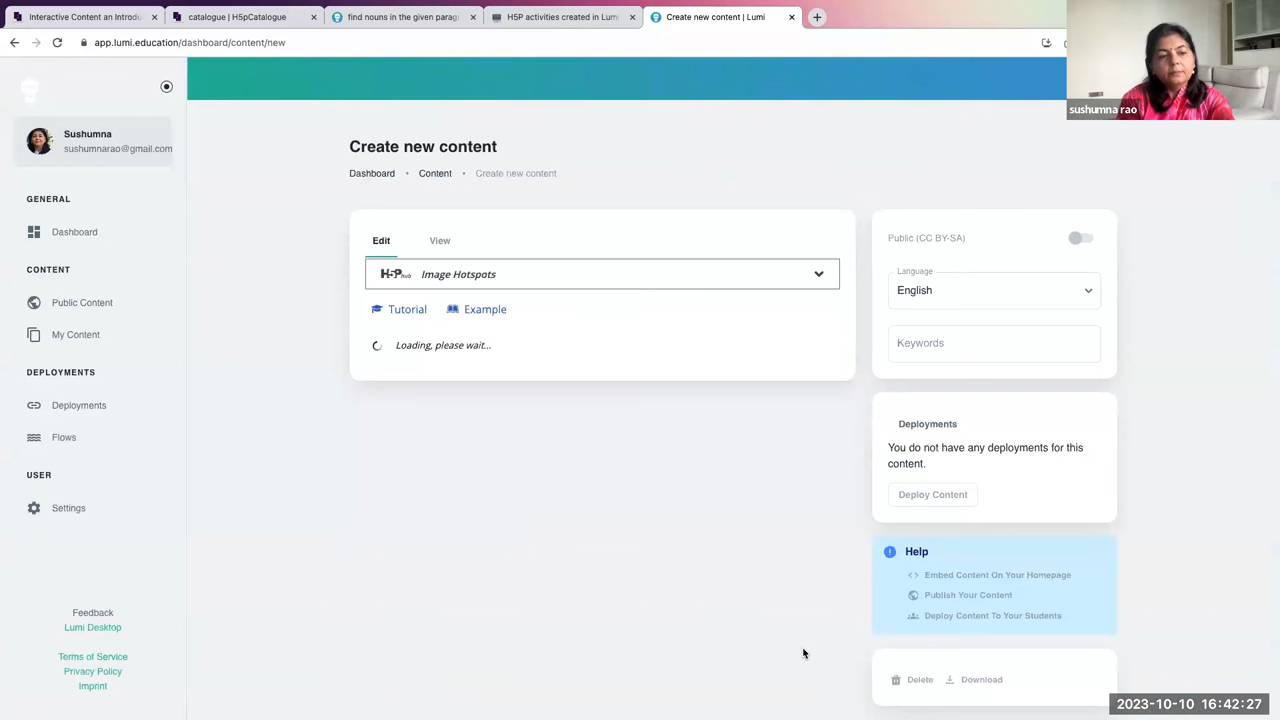 Interactive Content an Introdu
catalogue | H5pCatalogue
find nouns in the given parag
H5P activities created in Lumi
Create new content | Lumi
app.lumi.education/dashboard/content/new
sushumna rao
Sushumna
sushumnarao@gmail.com
GENERAL
Dashboard
CONTENT
Public Content
My Content
DEPLOYMENTS
Deployments
Flows
USER
Settings
Feedback
Lumi Desktop
Terms of Service
Privacy Policy
Imprint
Create new content
Dashboard • Content • Create new content
Edit View
H5P hub Image Hotspots
Tutorial Example
Loading, please wait...
Public (CC BY-SA)
Language
English
Keywords
Deployments
You do not have any deployments for this
content.
Deploy Content
Help
Embed Content On Your Homepage
Publish Your Content
Deploy Content To Your Students
Delete Download
2023-10-10 16:42:27